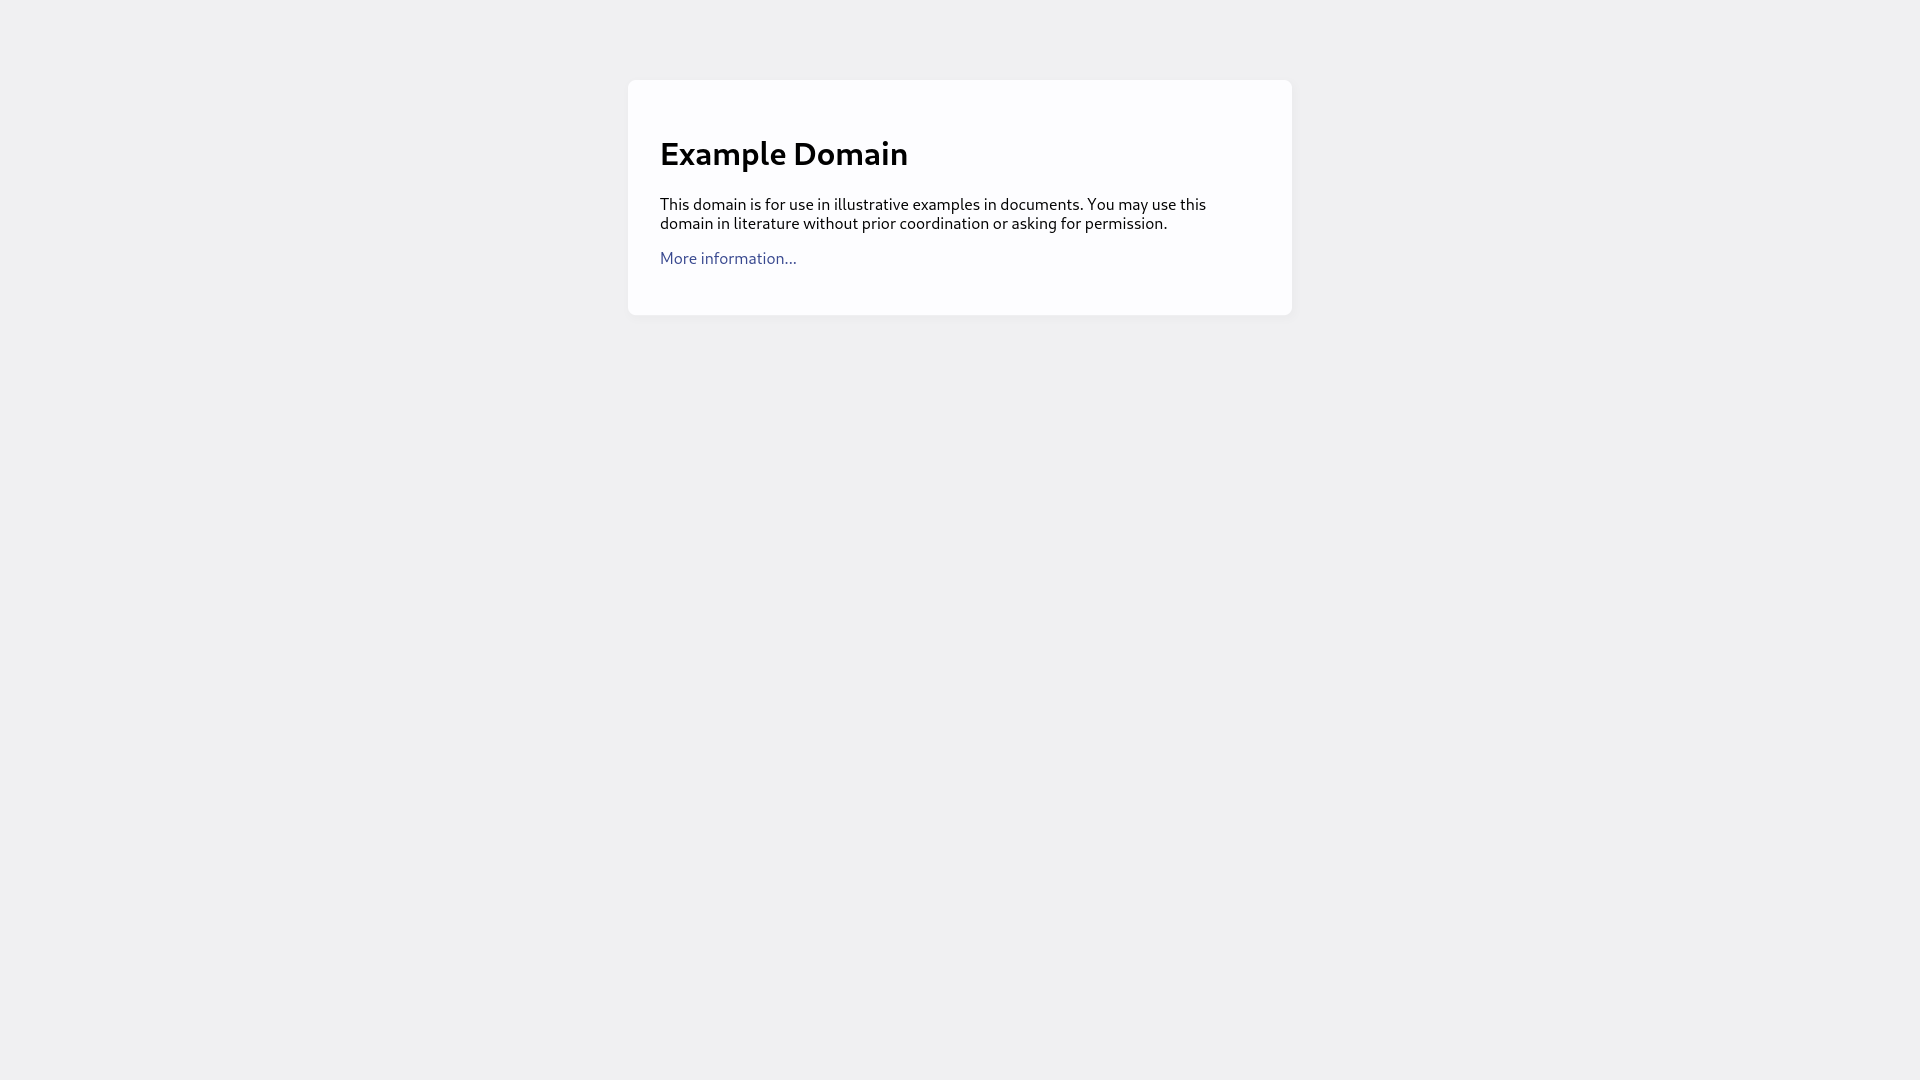 Example Domain
This domain is for use in illustrative examples in documents. You may use this
domain in literature without prior coordination or asking for permission.
More information...